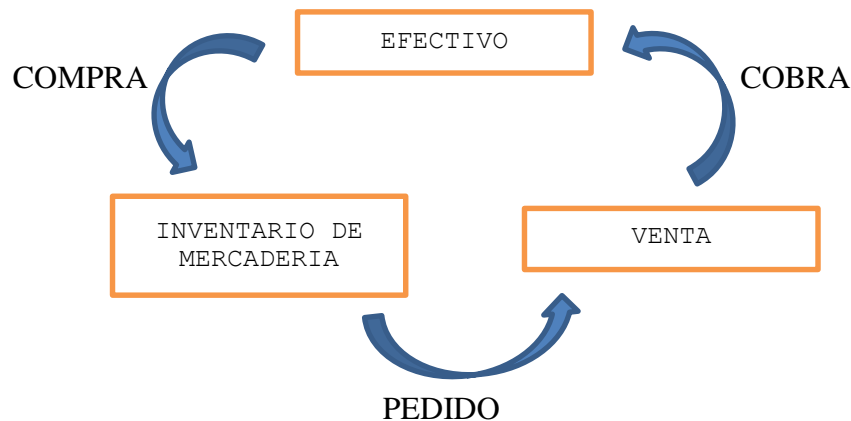 EFECTIVO
COMPRA
COBRA
INVENTARIO DE
MERCADERIA
VENTA
PEDIDO